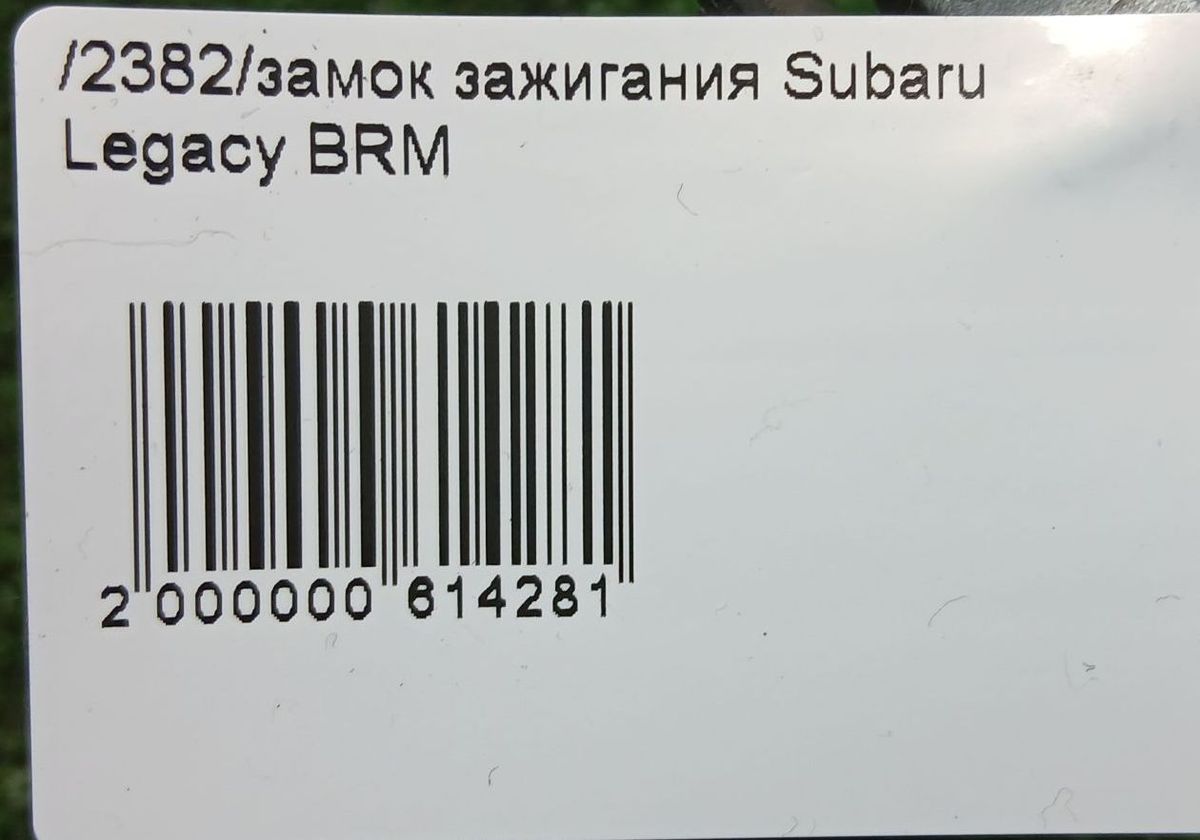 /2382/замок зажигания Subaru
Legacy BRM
2 000000 614281